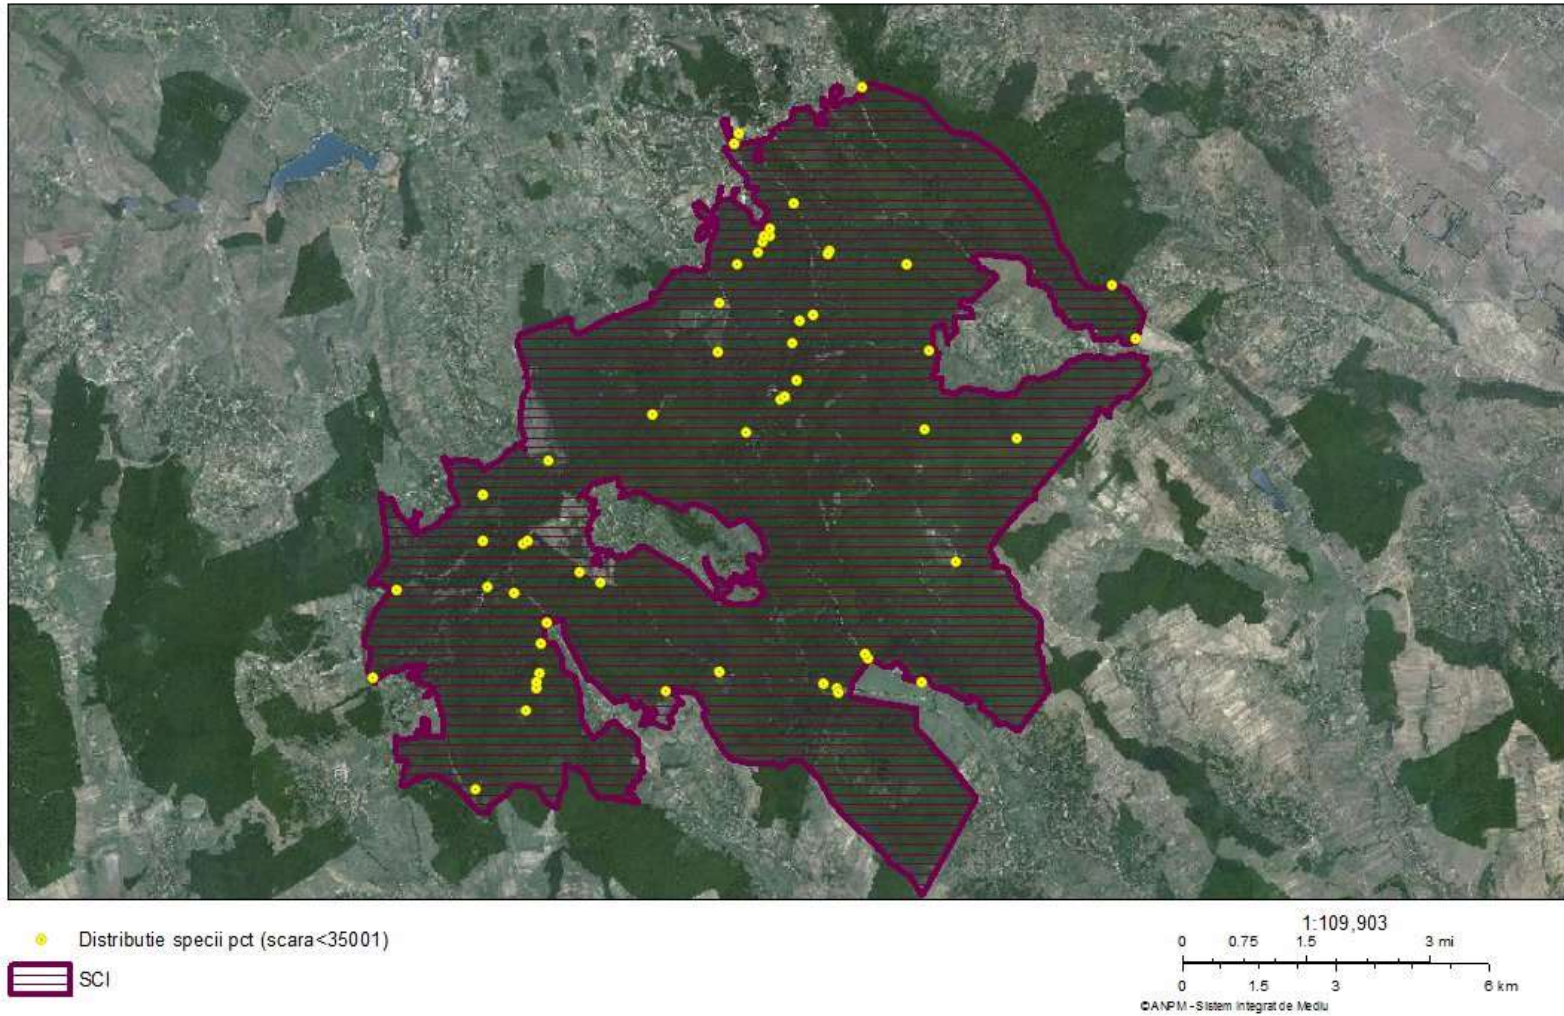 Distributie specii pct (scara<35001)
SCI
1:109,903
0 0.75 1.5 3 mi
0 1.5 3 6 km
©ANPM - Sistem Integrat de Mediu